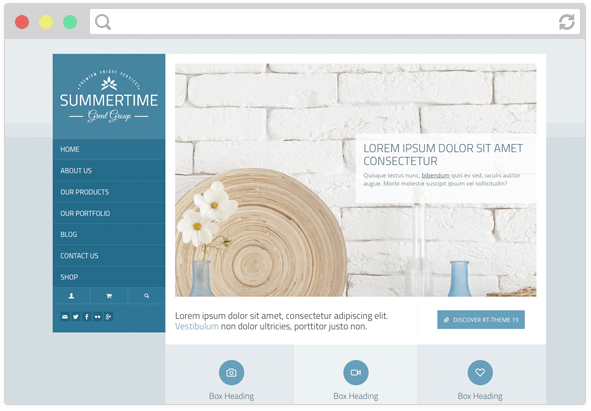 PREMIUM UNIQUE SERVICES
SUMMERTIME
Great Group
HOME
ABOUT US
OUR PRODUCTS
OUR PORTFOLIO
BLOG
CONTACT US
SHOP
LOREM IPSUM DOLOR SIT AMET
CONSECTETUR
Quisque lectus nunc, bibendum quis ex sed, iaculis auctor
augue. Morbi molestie suscipit ipsum vel sollicitudin?
Lorem ipsum dolor sit amet, consectetur adipiscing elit.
Vestibulum non dolor ultricies, porttitor justo non.
DISCOVER RT-THEME 19
Box Heading
Box Heading
Box Heading